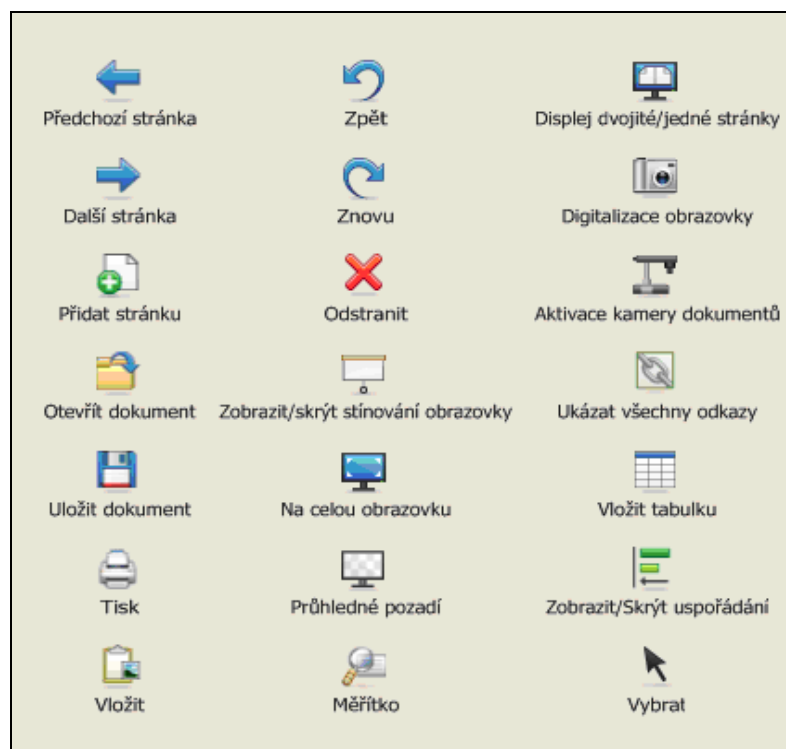 Předchozí stránka
Zpět
Displej dvojité/jedné stránky
Další stránka
Znovu
Digitalizace obrazovky
Přidat stránku
Odstranit
Aktivace kamery dokumentů
Otevřít dokument
Zobrazit/skrýt stínování obrazovky
Ukázat všechny odkazy
Uložit dokument
Na celou obrazovku
Vložit tabulku
Tisk
Průhledné pozadí
Zobrazit/Skrýt uspořádání
Vložit
Měřítko
Vybrat